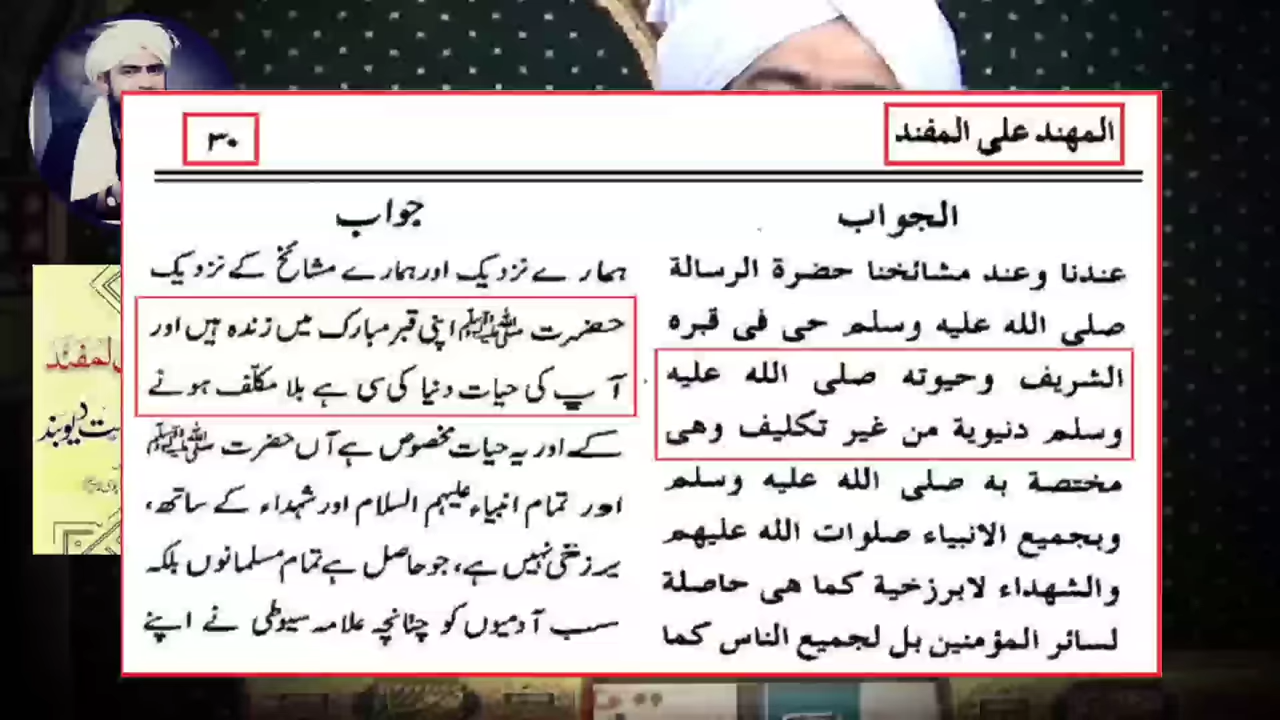 المهند علی المفند
۳۰
الجواب
عندنا وعند مشائخنا حضرة الرسالة
صلی الله علیه وسلم حی فی قبره
الشریف وحیوته صلی الله علیه
وسلم دنیویة من غیر تکلیف وهی
مختصة به صلی الله علیه وسلم
وبجمیع الانبیاء صلوات الله علیهم
والشهداء لابرزخیة کما هی حاصلة
لسائر المؤمنین بل لجمیع الناس کما
جواب
ہمارے نزدیک اور ہمارے مشائخ کے نزدیک
حضرت ﷺ اپنی قبر مبارک میں زندہ ہیں اور
آپ کی حیات دنیا کی سی ہے بلا مکلّف ہونے
کے اور یہ حیات مخصوص ہے آں حضرت ﷺ
اور تمام انبیاء علیہم السلام اور شہداء کے ساتھ،
برزخی نہیں ہے، جو حاصل ہے تمام مسلمانوں بلکہ
سب آدمیوں کو چنانچہ علامہ سیوطی نے اپنے
دیوبند